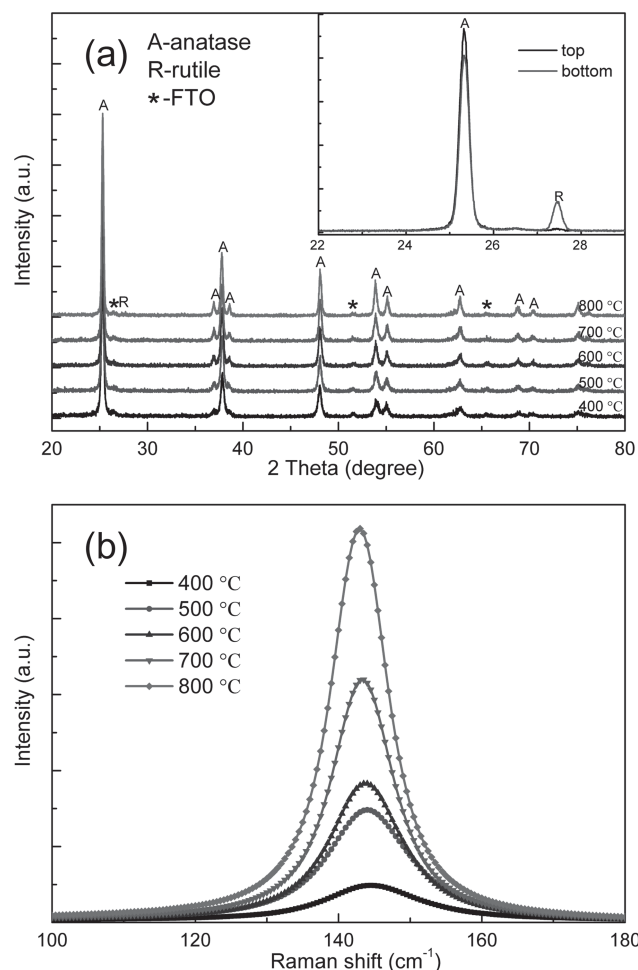 (a)
A-anatase
R-rutile
*-FTO
A
top
bottom
R
22 24 26 28
A
*R
A
A
A
A
*
A
A
A
*
A
A
800 °C
700 °C
600 °C
500 °C
400 °C
Intensity (a.u.)
20 30 40 50 60 70 80
2 Theta (degree)
(b)
400 °C
500 °C
600 °C
700 °C
800 °C
Intensity (a.u.)
100 120 140 160 180
Raman shift (cm⁻¹)